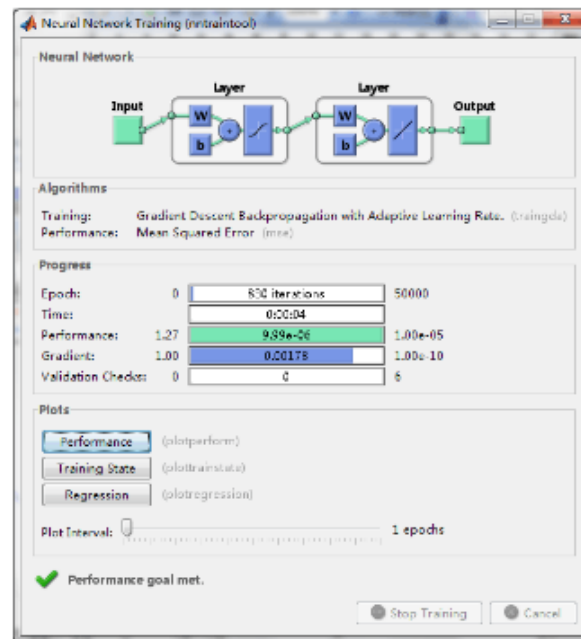 Neural Network Training (nntraintool)
Neural Network
Layer Layer
Input W b W b Output
Algorithms
Training: Gradient Descent Backpropagation with Adaptive Learning Rate. (traingda)
Performance: Mean Squared Error (mse)
Progress
Epoch: 0 iterations 50000
Time: 0:00:04
Performance: 1.27 9.99e-06 1.00e-05
Gradient: 1.00 0.00178 1.00e-10
Validation Checks: 0 0 6
Plots
Performance (plotperform)
Training State (plottrainstate)
Regression (plotregression)
Plot Interval: 1 epochs
Performance goal met.
Stop Training Cancel